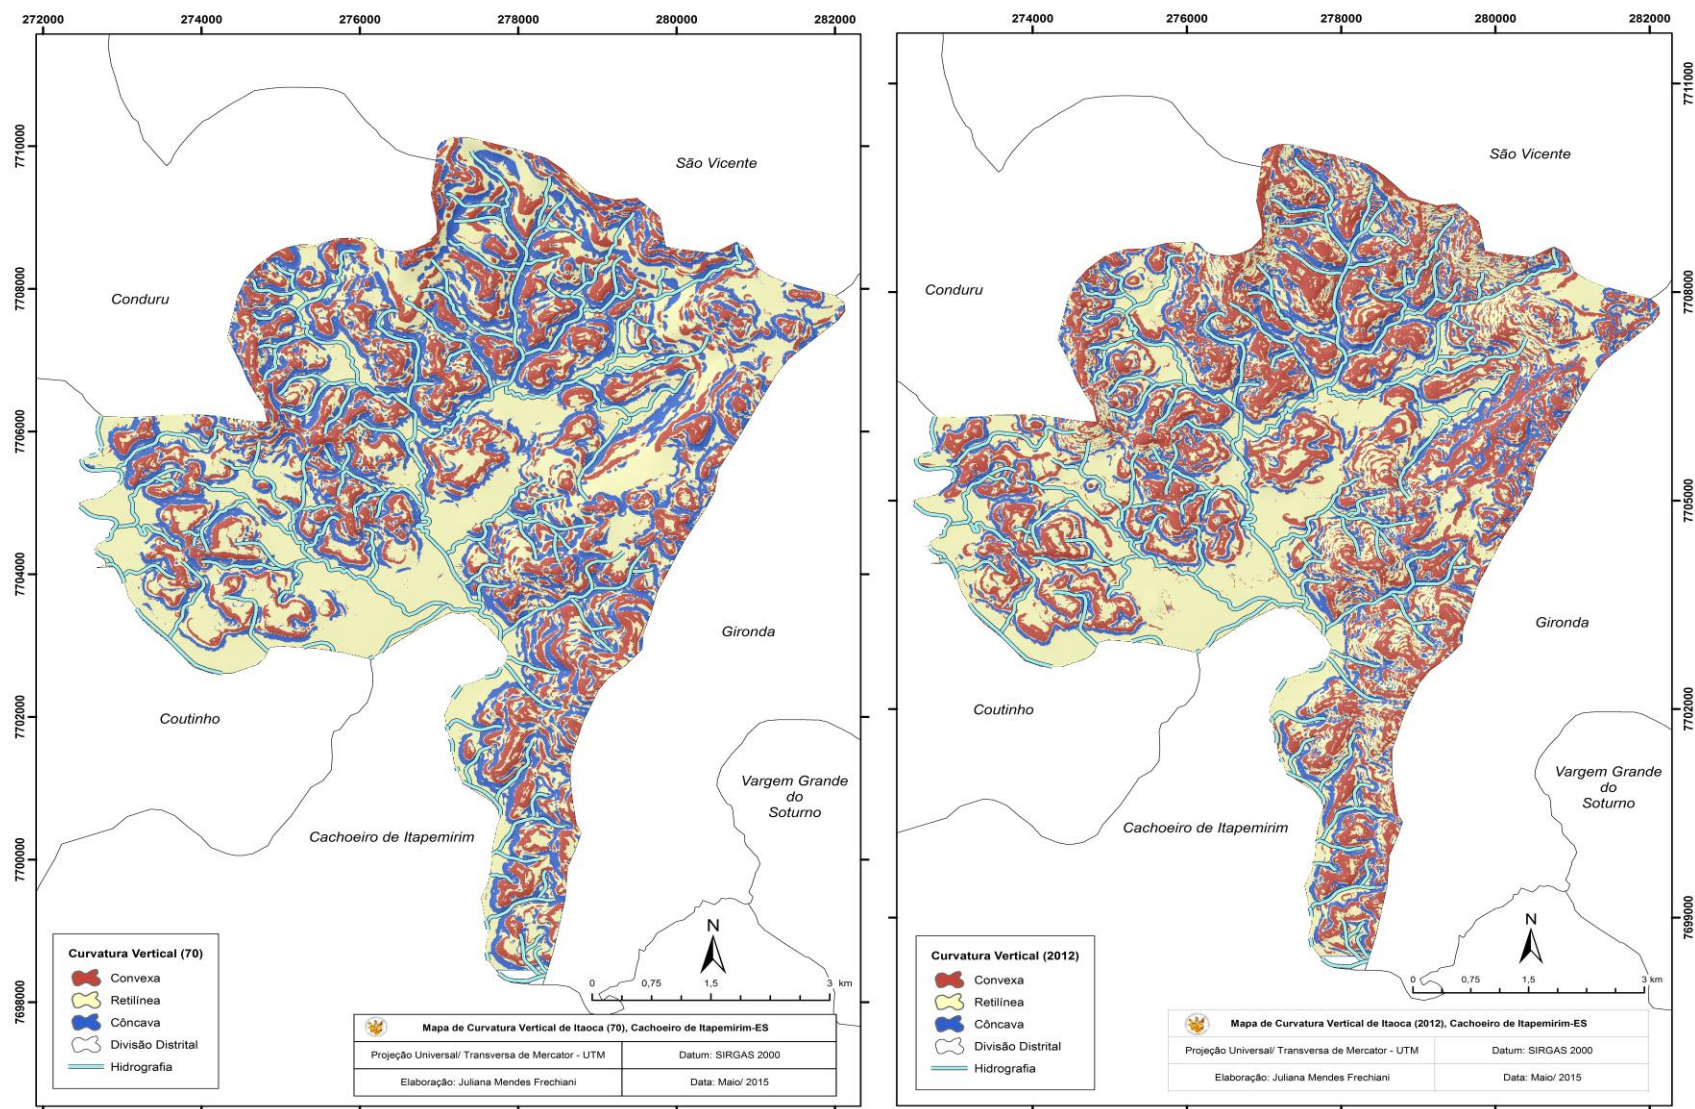 272000 274000 276000 278000 280000 282000
7710000
7708000
7706000
7704000
7702000
7700000
7698000
São Vicente
Conduru
Gironda
Coutinho
Vargem Grande
do
Soturno
Cachoeiro de Itapemirim
N
0 0,75 1,5 3 km
Curvatura Vertical (70)
Convexa
Retilínea
Côncava
Divisão Distrital
Hidrografia
Mapa de Curvatura Vertical de Itaoca (70), Cachoeiro de Itapemirim-ES
Projeção Universal/ Transversa de Mercator - UTM Datum: SIRGAS 2000
Elaboração: Juliana Mendes Frechiani Data: Maio/ 2015
274000 276000 278000 280000 282000
7711000
7708000
7705000
7702000
7699000
São Vicente
Conduru
Gironda
Coutinho
Vargem Grande
do
Soturno
Cachoeiro de Itapemirim
N
0 0,75 1,5 3 km
Curvatura Vertical (2012)
Convexa
Retilínea
Côncava
Divisão Distrital
Hidrografia
Mapa de Curvatura Vertical de Itaoca (2012), Cachoeiro de Itapemirim-ES
Projeção Universal/ Transversa de Mercator - UTM Datum: SIRGAS 2000
Elaboração: Juliana Mendes Frechiani Data: Maio/ 2015